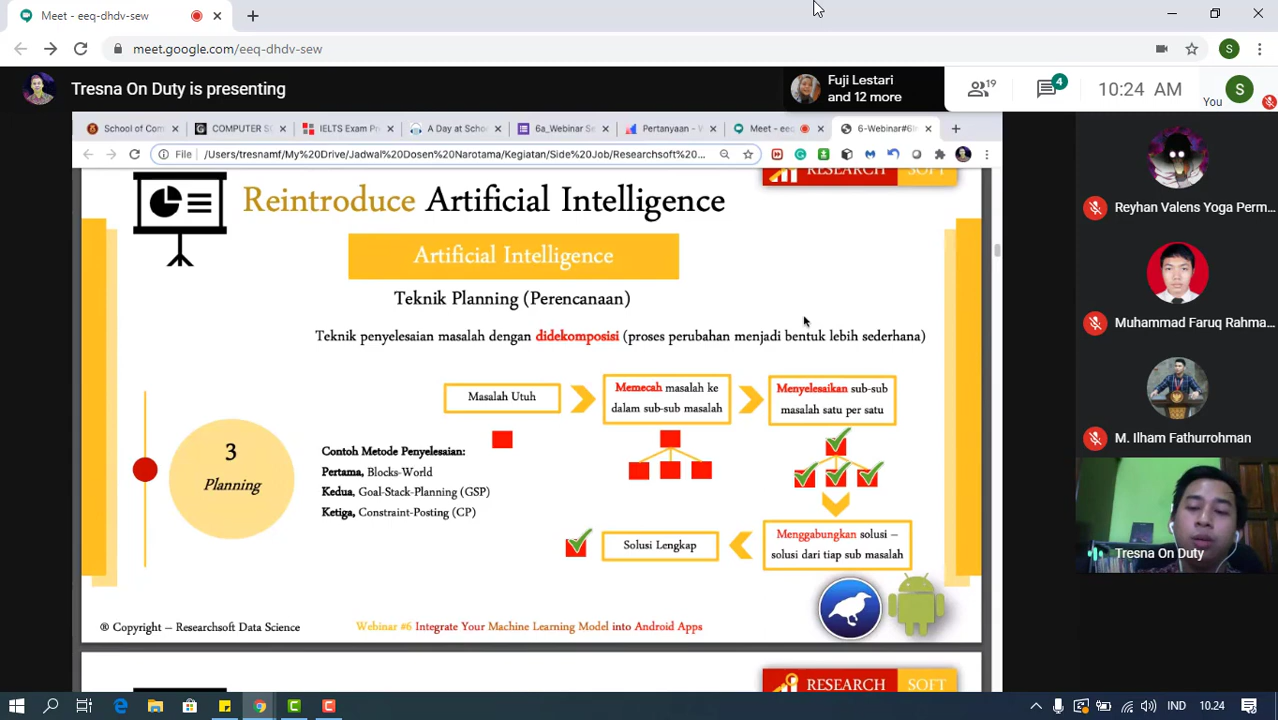 Meet - eeq-dhdv-sew
meet.google.com/eeq-dhdv-sew
S
Tresna On Duty is presenting
Fuji Lestari
and 12 more
19
4
10:24 AM
You
S
School of Com
COMPUTER S
IELTS Exam Pr
A Day at Schoo
6a_Webinar Se
Pertanyaan - W
Meet - eeq
6-Webinar#6I
File /Users/tresnamf/My%20Drive/Jadwal%20Dosen%20Narotama/Kegiatan/Side%20Job/Researchsoft%20...
RESEARCH SOFT
Reintroduce Artificial Intelligence
Artificial Intelligence
Teknik Planning (Perencanaan)
Teknik penyelesaian masalah dengan didekomposisi (proses perubahan menjadi bentuk lebih sederhana)
Masalah Utuh
Memecah masalah ke
dalam sub-sub masalah
Menyelesaikan sub-sub
masalah satu per satu
3
Planning
Contoh Metode Penyelesaian:
Pertama, Blocks-World
Kedua, Goal-Stack-Planning (GSP)
Ketiga, Constraint-Posting (CP)
Menggabungkan solusi –
solusi dari tiap sub masalah
Solusi Lengkap
® Copyright – Researchsoft Data Science
Webinar #6 Integrate Your Machine Learning Model into Android Apps
RESEARCH SOFT
Reyhan Valens Yoga Perm...
Muhammad Faruq Rahma...
M. Ilham Fathurrohman
Tresna On Duty
IND
10.24